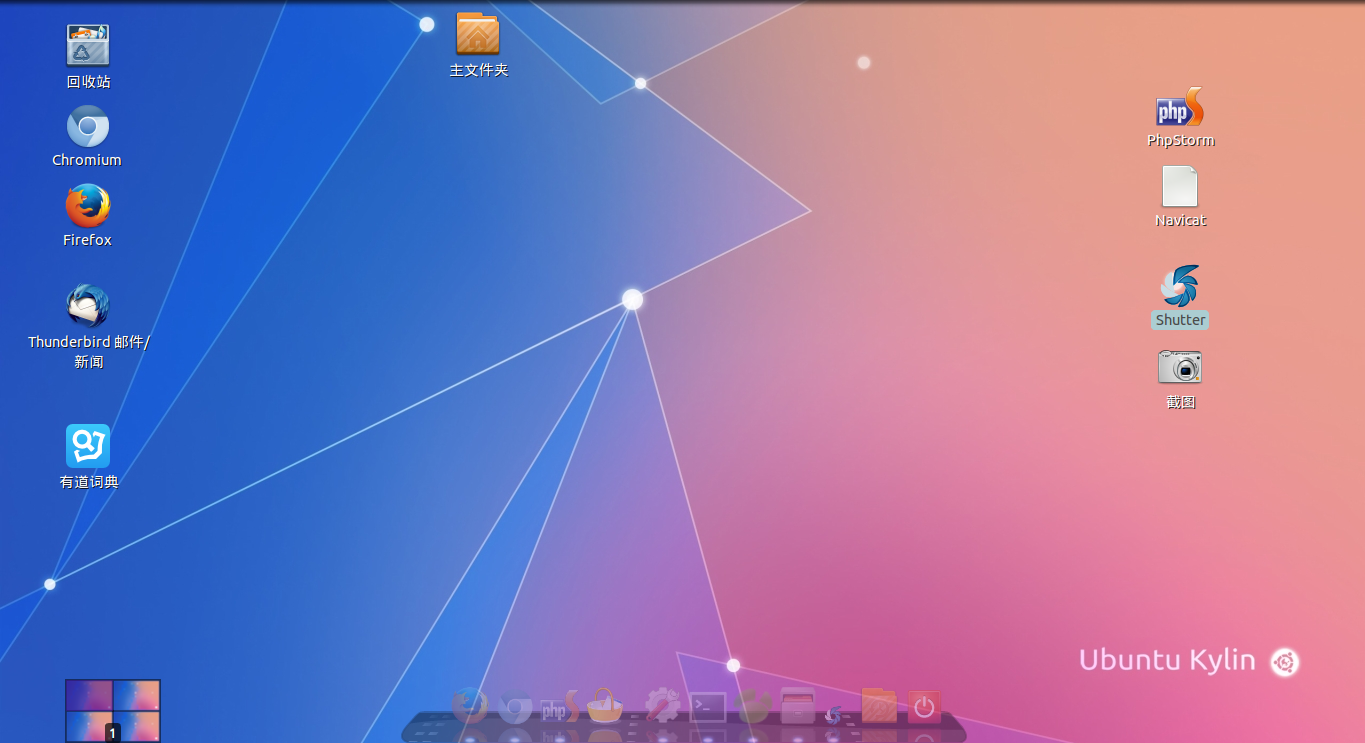 回收站
Chromium
Firefox
Thunderbird 邮件/
新闻
有道词典
主文件夹
php
PhpStorm
Navicat
Shutter
截图
Ubuntu Kylin
1
php
>_